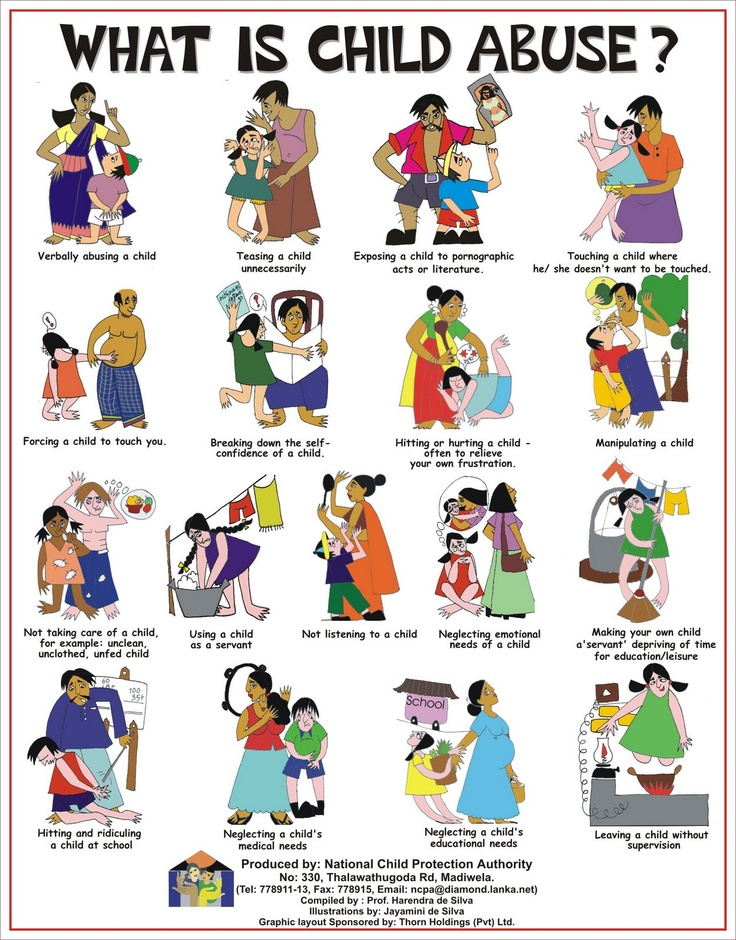 WHAT IS CHILD ABUSE?
Verbally abusing a child
Teasing a child
unnecessarily
Exposing a child to pornographic
acts or literature.
Touching a child where
he/ she doesn't want to be touched.
Forcing a child to touch you.
Breaking down the self-
confidence of a child.
Hitting or hurting a child -
often to relieve
your own frustration.
Manipulating a child
Not taking care of a child,
for example: unclean,
unclothed, unfed child
Using a child
as a servant
Not listening to a child
Neglecting emotional
needs of a child
Making your own child
a'servant' depriving of time
for education/leisure
60
100
35+
Hitting and ridiculing
a child at school
Neglecting a child's
medical needs
School
Neglecting a child's
educational needs
Leaving a child without
supervision
Produced by: National Child Protection Authority
No: 330, Thalawathugoda Rd, Madiwela.
(Tel: 778911-13, Fax: 778915, Email: ncpa@diamond.lanka.net)
Compiled by : Prof. Harendra de Silva
Illustrations by: Jayamini de Silva
Graphic layout Sponsored by: Thorn Holdings (Pvt) Ltd.